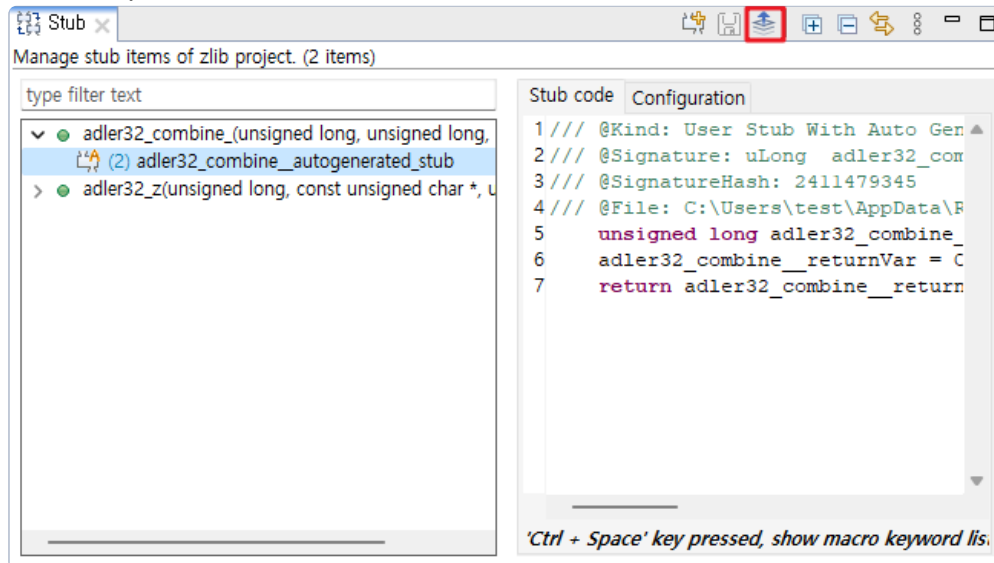 Stub
Manage stub items of zlib project. (2 items)
type filter text
adler32_combine_(unsigned long, unsigned long,
(2) adler32_combine__autogenerated_stub
adler32_z(unsigned long, const unsigned char *, u
Stub code Configuration
1 /// @Kind: User Stub With Auto Gen
2 /// @Signature: uLong adler32_com
3 /// @SignatureHash: 2411479345
4 /// @File: C:\Users\test\AppData\R
5 unsigned long adler32_combine_
6 adler32_combine__returnVar = C
7 return adler32_combine__return
'Ctrl + Space' key pressed, show macro keyword lis